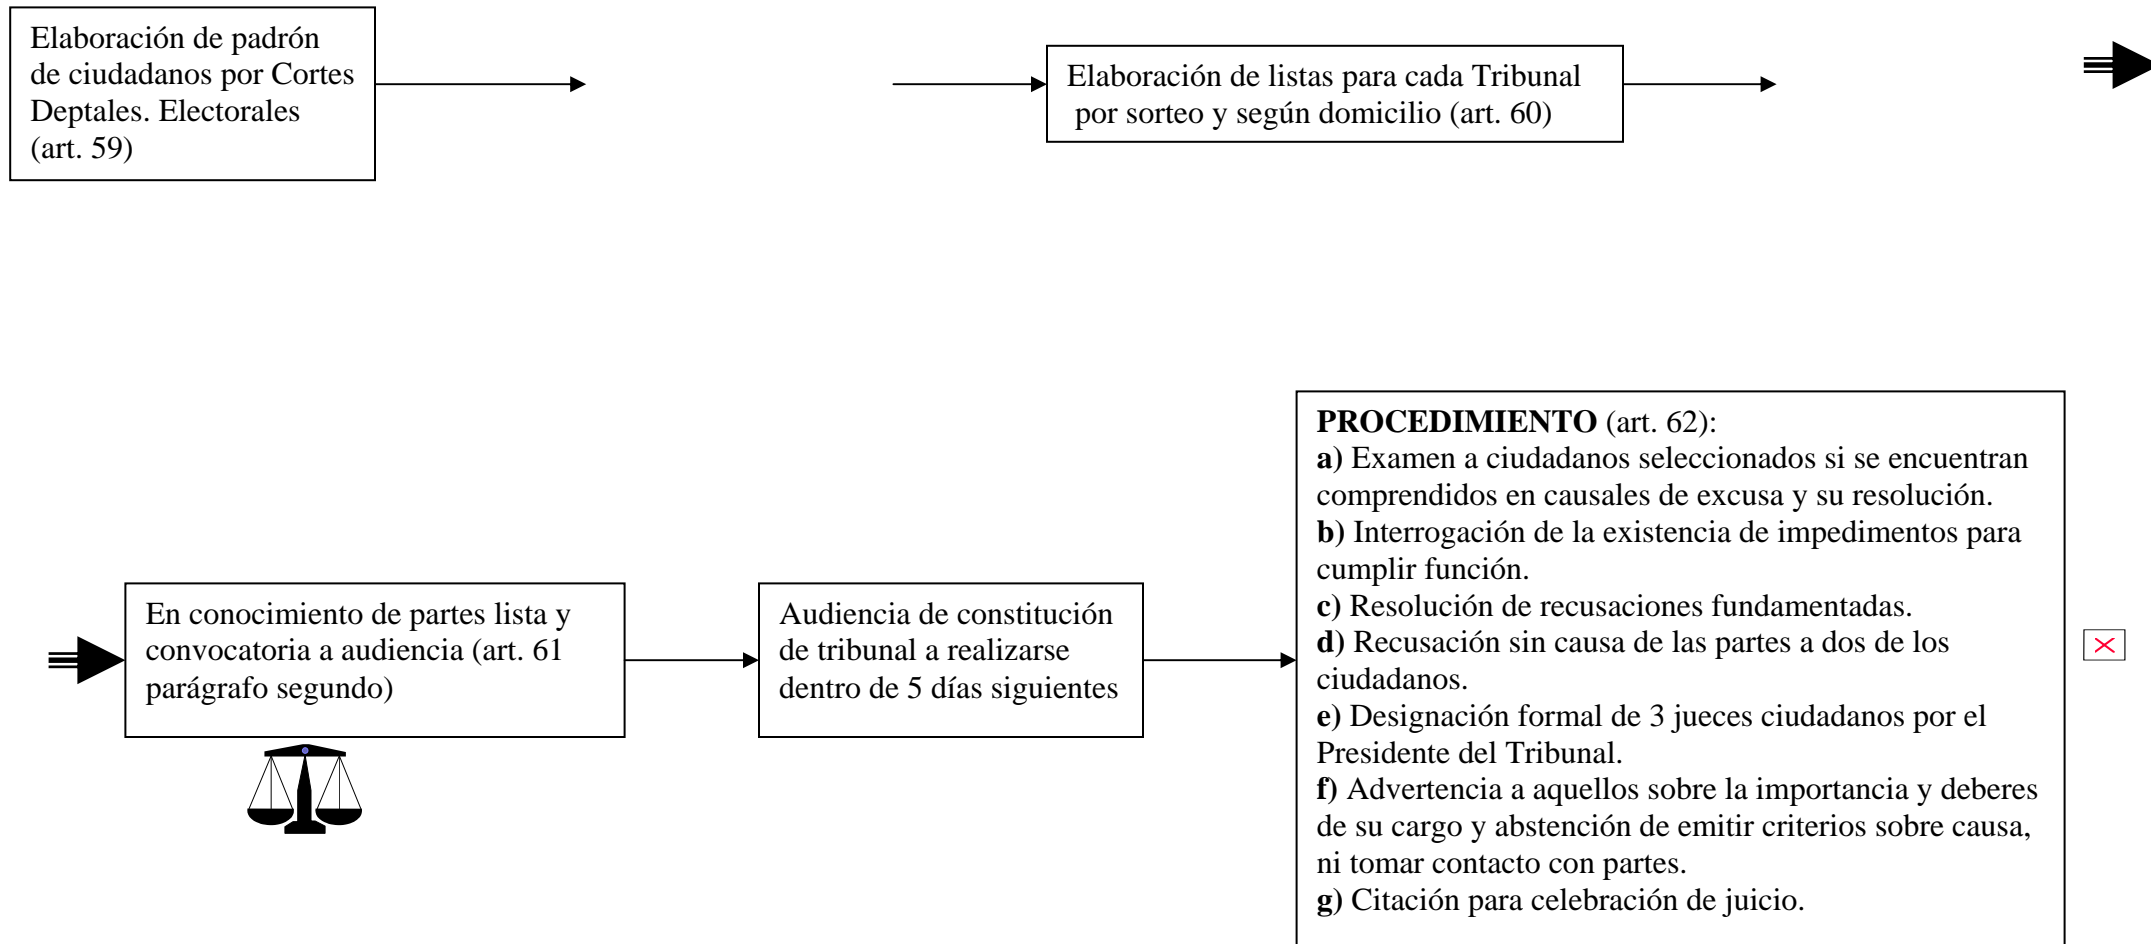 Elaboración de padrón
de ciudadanos por Cortes
Deptales. Electorales
(art. 59)
Elaboración de listas para cada Tribunal
por sorteo y según domicilio (art. 60)
En conocimiento de partes lista y
convocatoria a audiencia (art. 61
parágrafo segundo)
Audiencia de constitución
de tribunal a realizarse
dentro de 5 días siguientes
PROCEDIMIENTO (art. 62):
a) Examen a ciudadanos seleccionados si se encuentran
comprendidos en causales de excusa y su resolución.
b) Interrogación de la existencia de impedimentos para
cumplir función.
c) Resolución de recusaciones fundamentadas.
d) Recusación sin causa de las partes a dos de los
ciudadanos.
e) Designación formal de 3 jueces ciudadanos por el
Presidente del Tribunal.
f) Advertencia a aquellos sobre la importancia y deberes
de su cargo y abstención de emitir criterios sobre causa,
ni tomar contacto con partes.
g) Citación para celebración de juicio.